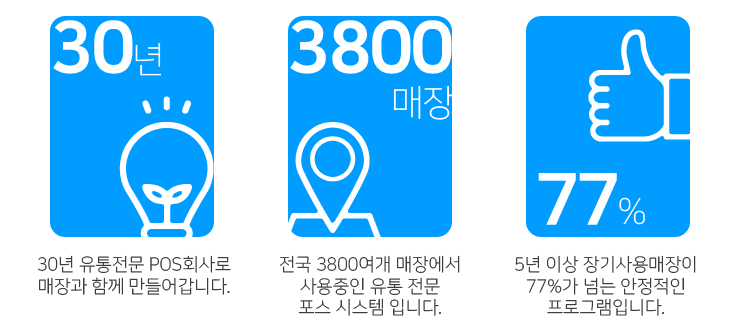 30년
30년 유통전문 POS회사로
매장과 함께 만들어갑니다.
3800
매장
전국 3800여개 매장에서
사용중인 유통 전문
포스 시스템 입니다.
77%
5년 이상 장기사용매장이
77%가 넘는 안정적인
프로그램입니다.